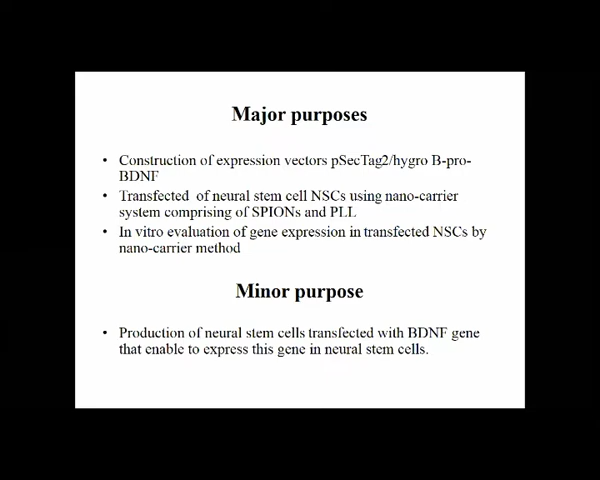 Major purposes
• Construction of expression vectors pSecTag2/hygro B-pro-
BDNF
• Transfected of neural stem cell NSCs using nano-carrier
system comprising of SPIONs and PLL
• In vitro evaluation of gene expression in transfected NSCs by
nano-carrier method
Minor purpose
• Production of neural stem cells transfected with BDNF gene
that enable to express this gene in neural stem cells.